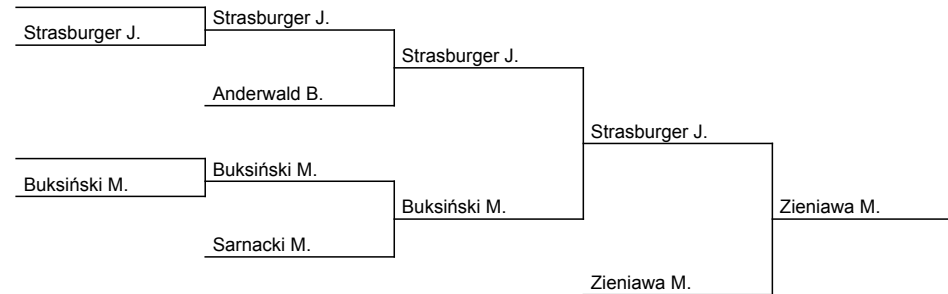 Strasburger J.
Strasburger J.
Strasburger J.
Anderwald B.
Strasburger J.
Buksiński M.
Buksiński M.
Buksiński M.
Zieniawa M.
Sarnacki M.
Zieniawa M.